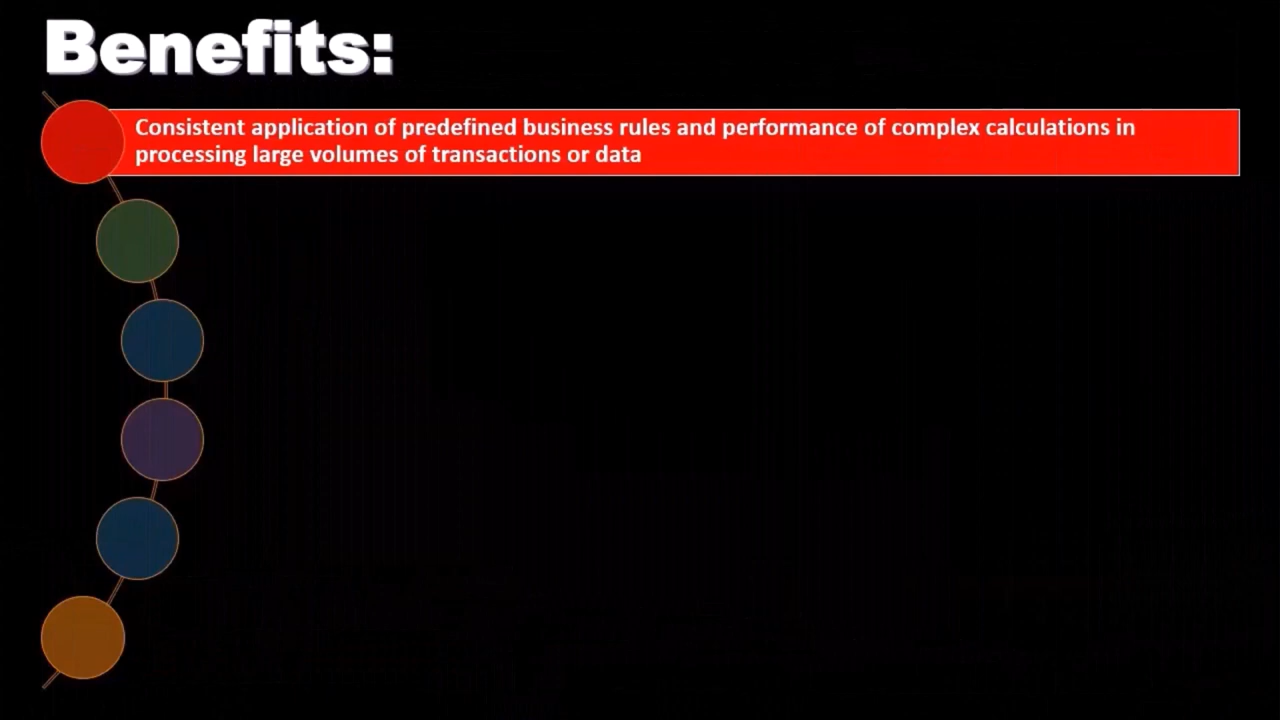 Benefits:
Consistent application of predefined business rules and performance of complex calculations in
processing large volumes of transactions or data